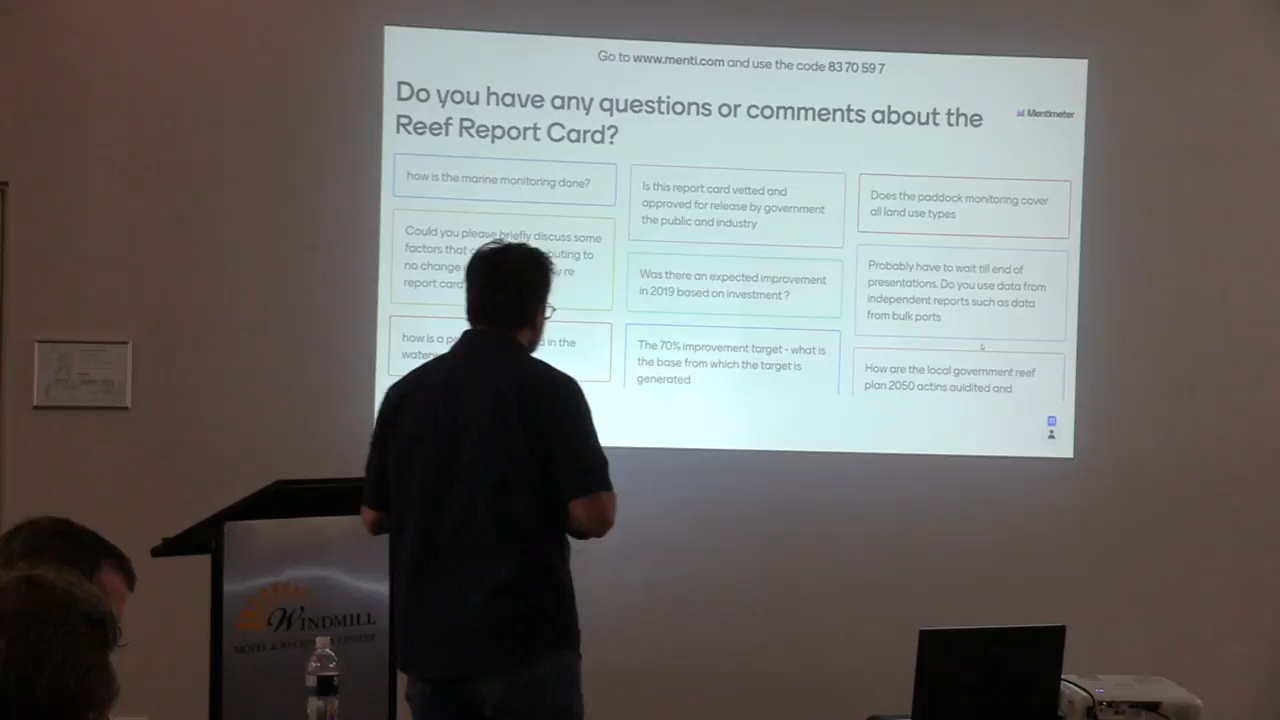 Go to www.menti.com and use the code 83 70 59 7
Do you have any questions or comments about the
Reef Report Card?
Mentimeter
how is the marine monitoring done?
Could you please briefly discuss some
factors that buting to
no change re
report card
how is a in the
Is this report card vetted and
approved for release by government
the public and industry
Was there an expected improvement
in 2019 based on investment ?
The 70% improvement target - what is
the base from which the target is
generated
Does the paddock monitoring cover
all land use types
Probably have to wait till end of
presentations. Do you use data from
independent reports such as data
from bulk ports
How are the local government reef
plan 2050 actins auidited and
WINDMILL
MOTEL & RECEPTION CENTRE